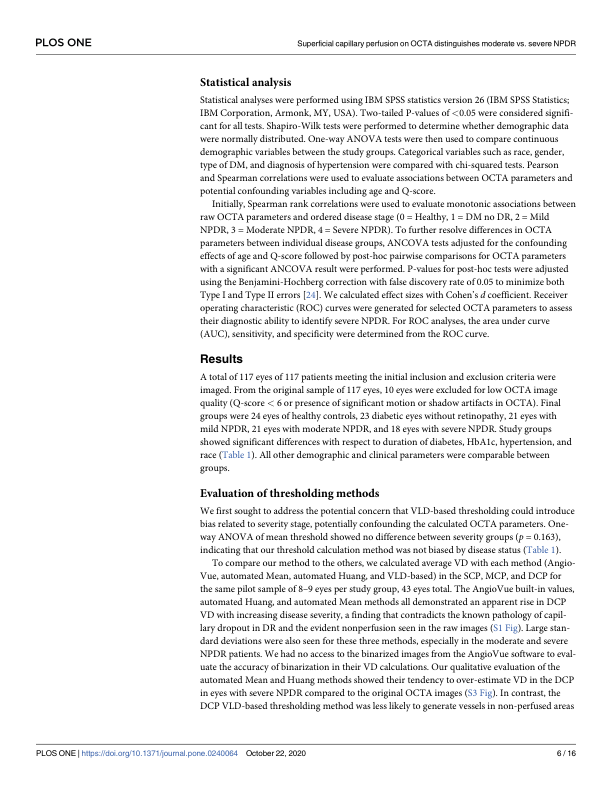 PLOS ONE
Superficial capillary perfusion on OCTA distinguishes moderate vs. severe NPDR
Statistical analysis
Statistical analyses were performed using IBM SPSS statistics version 26 (IBM SPSS Statistics;
IBM Corporation, Armonk, MY, USA). Two-tailed P-values of <0.05 were considered signifi-
cant for all tests. Shapiro-Wilk tests were performed to determine whether demographic data
were normally distributed. One-way ANOVA tests were then used to compare continuous
demographic variables between the study groups. Categorical variables such as race, gender,
type of DM, and diagnosis of hypertension were compared with chi-squared tests. Pearson
and Spearman correlations were used to evaluate associations between OCTA parameters and
potential confounding variables including age and Q-score.
Initially, Spearman rank correlations were used to evaluate monotonic associations between
raw OCTA parameters and ordered disease stage (0 = Healthy, 1 = DM no DR, 2 = Mild
NPDR, 3 = Moderate NPDR, 4 = Severe NPDR). To further resolve differences in OCTA
parameters between individual disease groups, ANCOVA tests adjusted for the confounding
effects of age and Q-score followed by post-hoc pairwise comparisons for OCTA parameters
with a significant ANCOVA result were performed. P-values for post-hoc tests were adjusted
using the Benjamini-Hochberg correction with false discovery rate of 0.05 to minimize both
Type I and Type II errors [24]. We calculated effect sizes with Cohen's d coefficient. Receiver
operating characteristic (ROC) curves were generated for selected OCTA parameters to assess
their diagnostic ability to identify severe NPDR. For ROC analyses, the area under curve
(AUC), sensitivity, and specificity were determined from the ROC curve.
Results
A total of 117 eyes of 117 patients meeting the initial inclusion and exclusion criteria were
imaged. From the original sample of 117 eyes, 10 eyes were excluded for low OCTA image
quality (Q-score < 6 or presence of significant motion or shadow artifacts in OCTA). Final
groups were 24 eyes of healthy controls, 23 diabetic eyes without retinopathy, 21 eyes with
mild NPDR, 21 eyes with moderate NPDR, and 18 eyes with severe NPDR. Study groups
showed significant differences with respect to duration of diabetes, HbA1c, hypertension, and
race (Table 1). All other demographic and clinical parameters were comparable between
groups.
Evaluation of thresholding methods
We first sought to address the potential concern that VLD-based thresholding could introduce
bias related to severity stage, potentially confounding the calculated OCTA parameters. One-
way ANOVA of mean threshold showed no difference between severity groups (p = 0.163),
indicating that our threshold calculation method was not biased by disease status (Table 1).
To compare our method to the others, we calculated average VD with each method (Angio-
Vue, automated Mean, automated Huang, and VLD-based) in the SCP, MCP, and DCP for
the same pilot sample of 8–9 eyes per study group, 43 eyes total. The AngioVue built-in values,
automated Huang, and automated Mean methods all demonstrated an apparent rise in DCP
VD with increasing disease severity, a finding that contradicts the known pathology of capil-
lary dropout in DR and the evident nonperfusion seen in the raw images (S1 Fig). Large stan-
dard deviations were also seen for these three methods, especially in the moderate and severe
NPDR patients. We had no access to the binarized images from the AngioVue software to eval-
uate the accuracy of binarization in their VD calculations. Our qualitative evaluation of the
automated Mean and Huang methods showed their tendency to over-estimate VD in the DCP
in eyes with severe NPDR compared to the original OCTA images (S3 Fig). In contrast, the
DCP VLD-based thresholding method was less likely to generate vessels in non-perfused areas
PLOS ONE | https://doi.org/10.1371/journal.pone.0240064 October 22, 2020
6 / 16